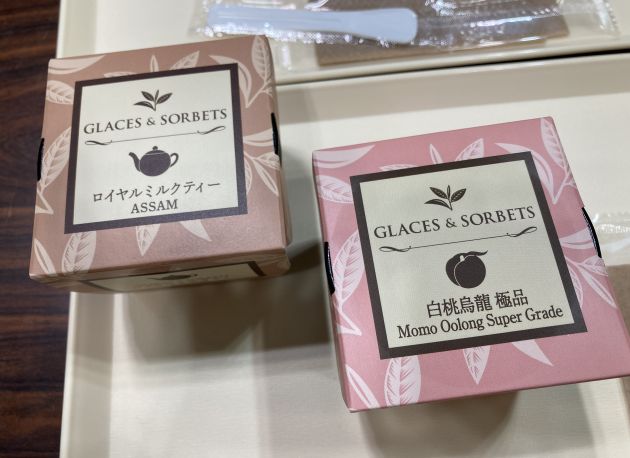 GLACES & SORBETS
ロイヤルミルクティー
ASSAM
GLACES & SORBETS
白桃烏龍 極品
Momo Oolong Super Grade